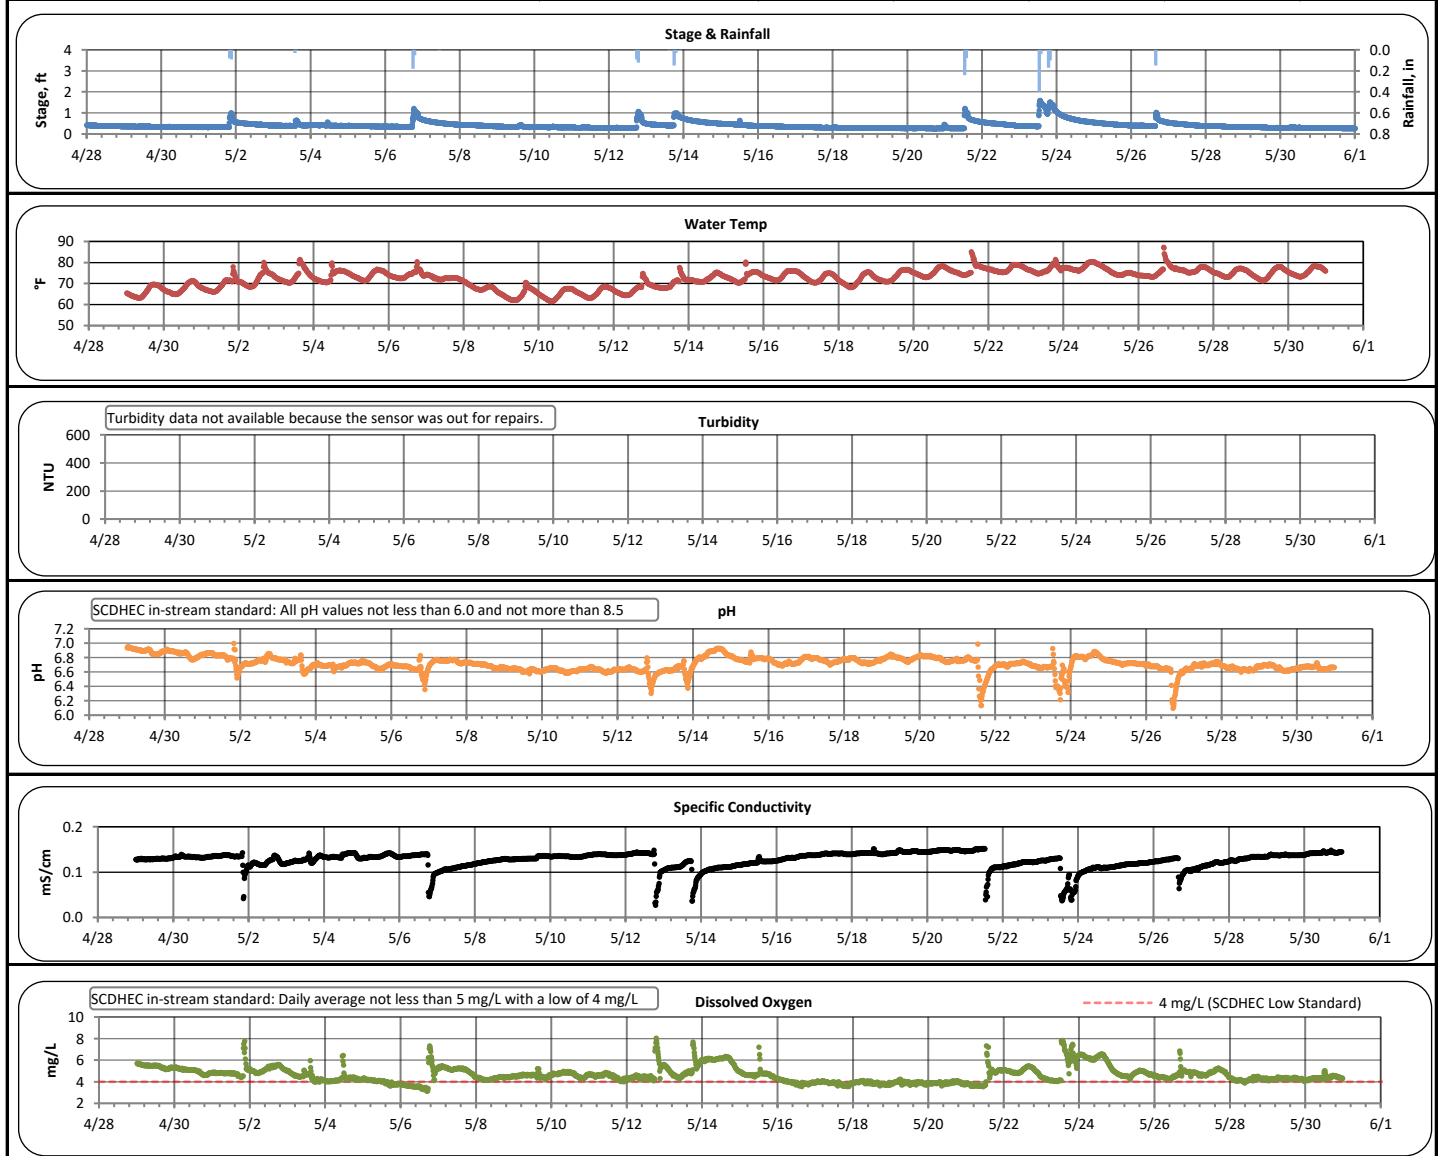 Stage & Rainfall
4 0.0
3 0.2
2 0.4
1 0.6
0 0.8
Stage, ft
Rainfall, in
4/28 4/30 5/2 5/4 5/6 5/8 5/10 5/12 5/14 5/16 5/18 5/20 5/22 5/24 5/26 5/28 5/30 6/1
Water Temp
90
80
70
60
50
°F
4/28 4/30 5/2 5/4 5/6 5/8 5/10 5/12 5/14 5/16 5/18 5/20 5/22 5/24 5/26 5/28 5/30 6/1
Turbidity data not available because the sensor was out for repairs.
Turbidity
600
400
200
0
NTU
4/28 4/30 5/2 5/4 5/6 5/8 5/10 5/12 5/14 5/16 5/18 5/20 5/22 5/24 5/26 5/28 5/30 6/1
SCDHEC in-stream standard: All pH values not less than 6.0 and not more than 8.5
pH
7.2
7.0
6.8
6.6
6.4
6.2
6.0
pH
4/28 4/30 5/2 5/4 5/6 5/8 5/10 5/12 5/14 5/16 5/18 5/20 5/22 5/24 5/26 5/28 5/30 6/1
Specific Conductivity
0.2
0.1
0.0
mS/cm
4/28 4/30 5/2 5/4 5/6 5/8 5/10 5/12 5/14 5/16 5/18 5/20 5/22 5/24 5/26 5/28 5/30 6/1
SCDHEC in-stream standard: Daily average not less than 5 mg/L with a low of 4 mg/L
Dissolved Oxygen
4 mg/L (SCDHEC Low Standard)
10
8
6
4
2
mg/L
4/28 4/30 5/2 5/4 5/6 5/8 5/10 5/12 5/14 5/16 5/18 5/20 5/22 5/24 5/26 5/28 5/30 6/1